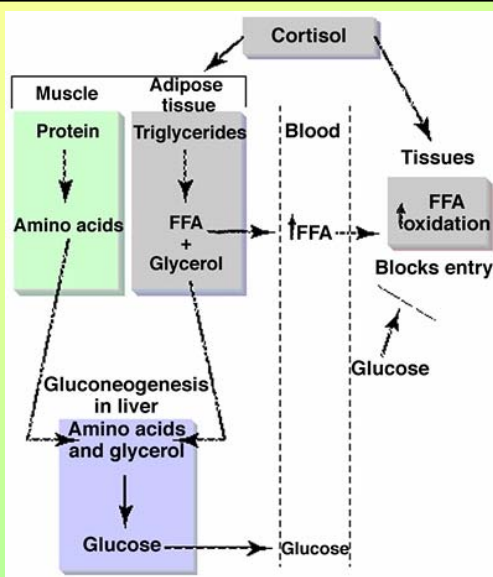 Cortisol
Muscle
Adipose
tissue
Protein
Triglycerides
Blood
Tissues
Amino acids
FFA
+
Glycerol
↑FFA
↑ FFA
oxidation
Blocks entry
Glucose
Gluconeogenesis
in liver
Amino acids
and glycerol
Glucose
Glucose